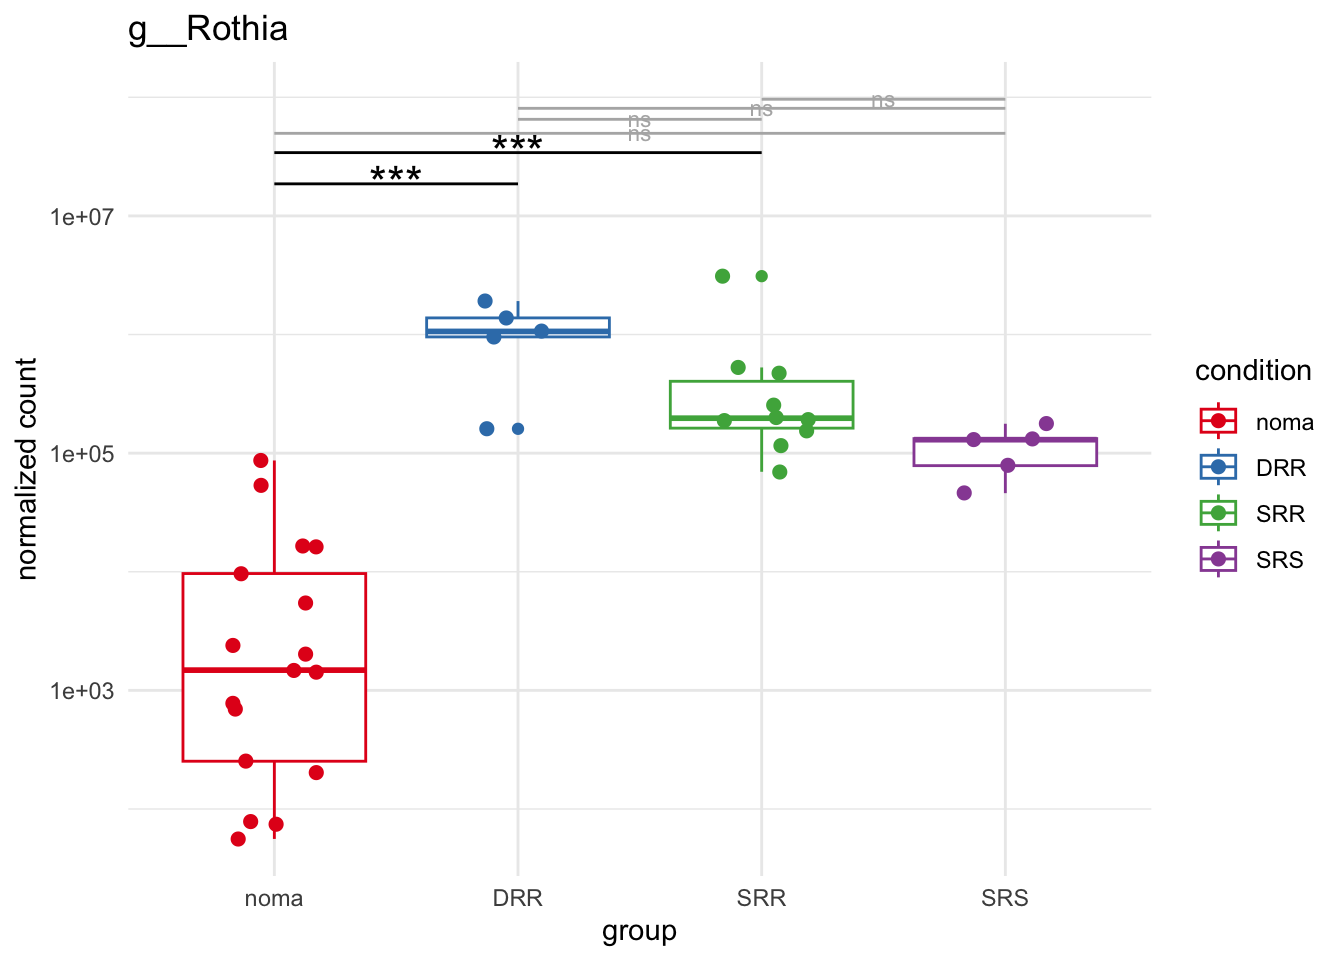 g__Rothia
ns
ns
ns
ns
***
***
1e+07
1e+05
1e+03
normalized count
noma
DRR
SRR
SRS
group
condition
noma
DRR
SRR
SRS